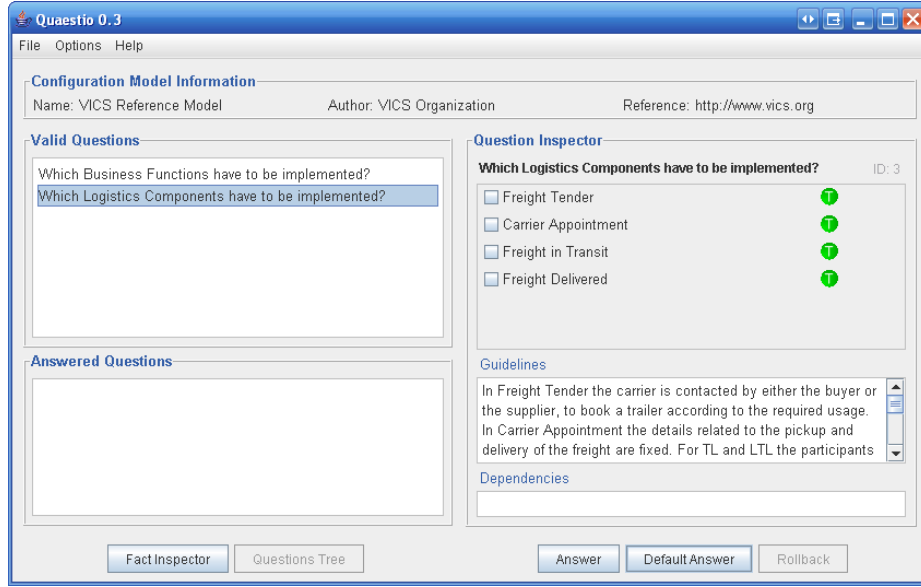 Quaestio 0.3
File Options Help
Configuration Model Information
Name: VICS Reference Model Author: VICS Organization Reference: http://www.vics.org
Valid Questions
Which Business Functions have to be implemented?
Which Logistics Components have to be implemented?
Answered Questions
Question Inspector
Which Logistics Components have to be implemented? ID: 3
Freight Tender T
Carrier Appointment T
Freight in Transit T
Freight Delivered T
Guidelines
In Freight Tender the carrier is contacted by either the buyer or
the supplier, to book a trailer according to the required usage.
In Carrier Appointment the details related to the pickup and
delivery of the freight are fixed. For TL and LTL the participants
Dependencies
Fact Inspector Questions Tree Answer Default Answer Rollback